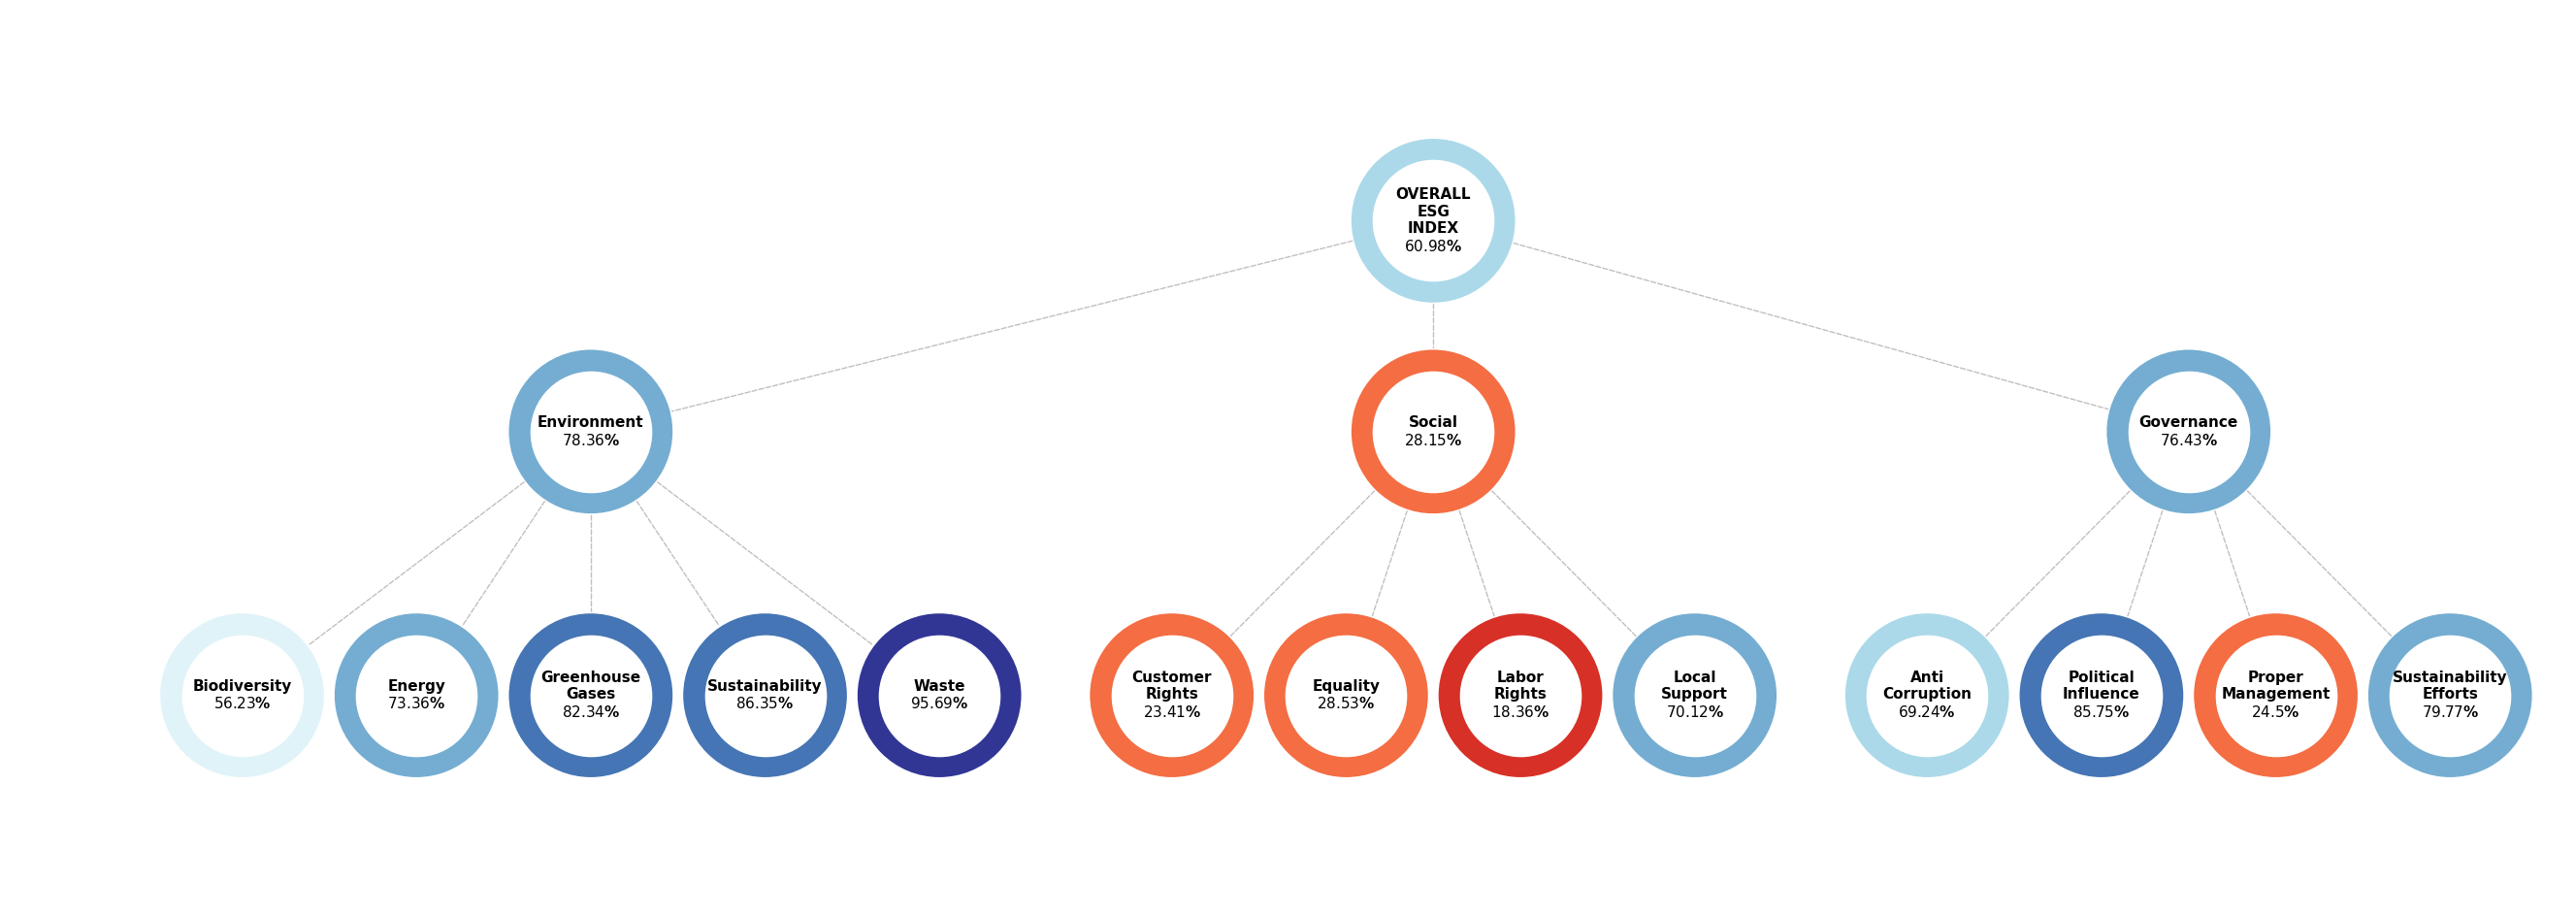 OVERALL
ESG
INDEX
60.98%
Environment
78.36%
Social
28.15%
Governance
76.43%
Biodiversity
56.23%
Energy
73.36%
Greenhouse
Gases
82.34%
Sustainability
86.35%
Waste
95.69%
Customer
Rights
23.41%
Equality
28.53%
Labor
Rights
18.36%
Local
Support
70.12%
Anti
Corruption
69.24%
Political
Influence
85.75%
Proper
Management
24.5%
Sustainability
Efforts
79.77%